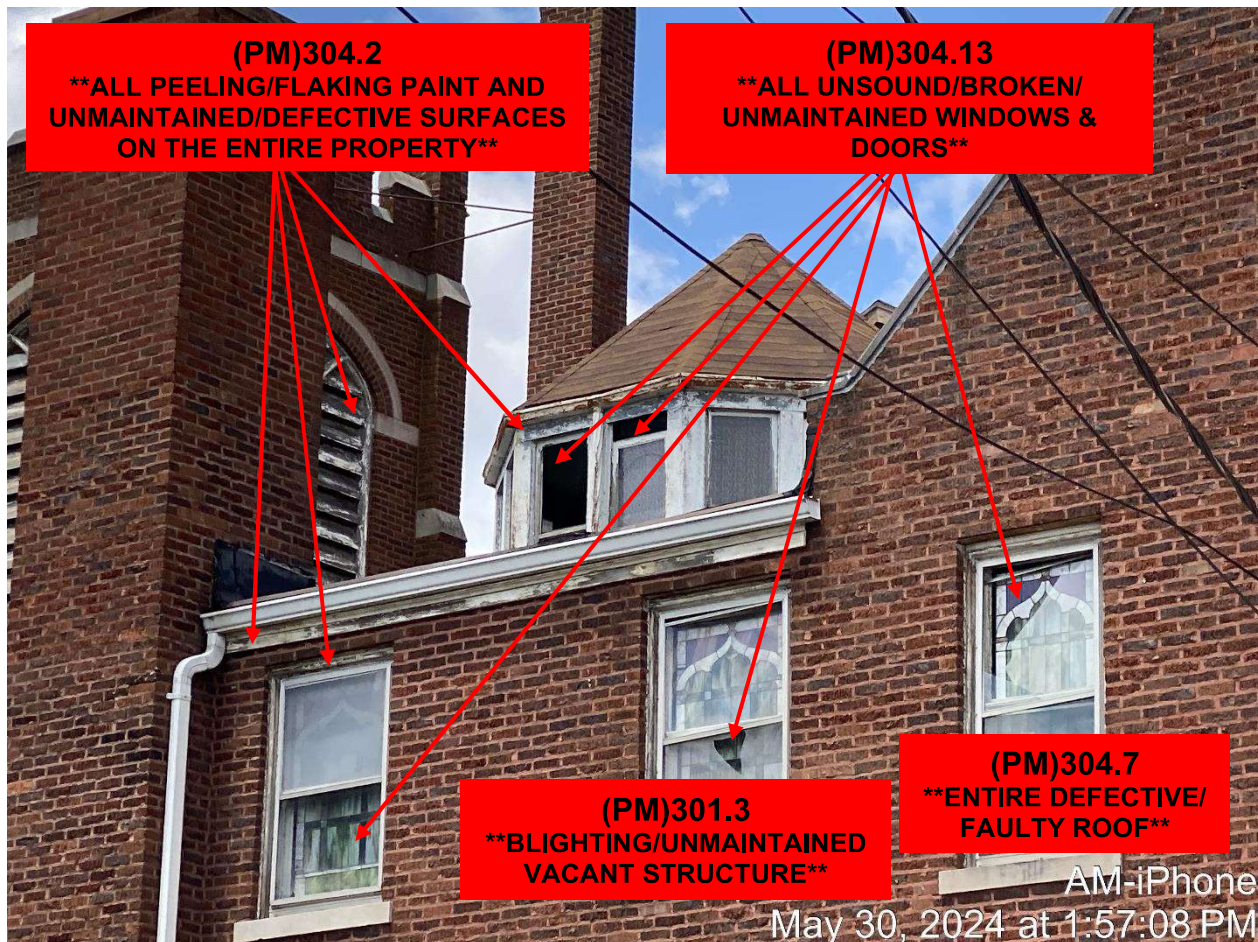 (PM)304.2
**ALL PEELING/FLAKING PAINT AND
UNMAINTAINED/DEFECTIVE SURFACES
ON THE ENTIRE PROPERTY**
(PM)304.13
**ALL UNSOUND/BROKEN/
UNMAINTAINED WINDOWS &
DOORS**
(PM)301.3
**BLIGHTING/UNMAINTAINED
VACANT STRUCTURE**
(PM)304.7
**ENTIRE DEFECTIVE/
FAULTY ROOF**
AM-iPhone
May 30, 2024 at 1:57:08 PM